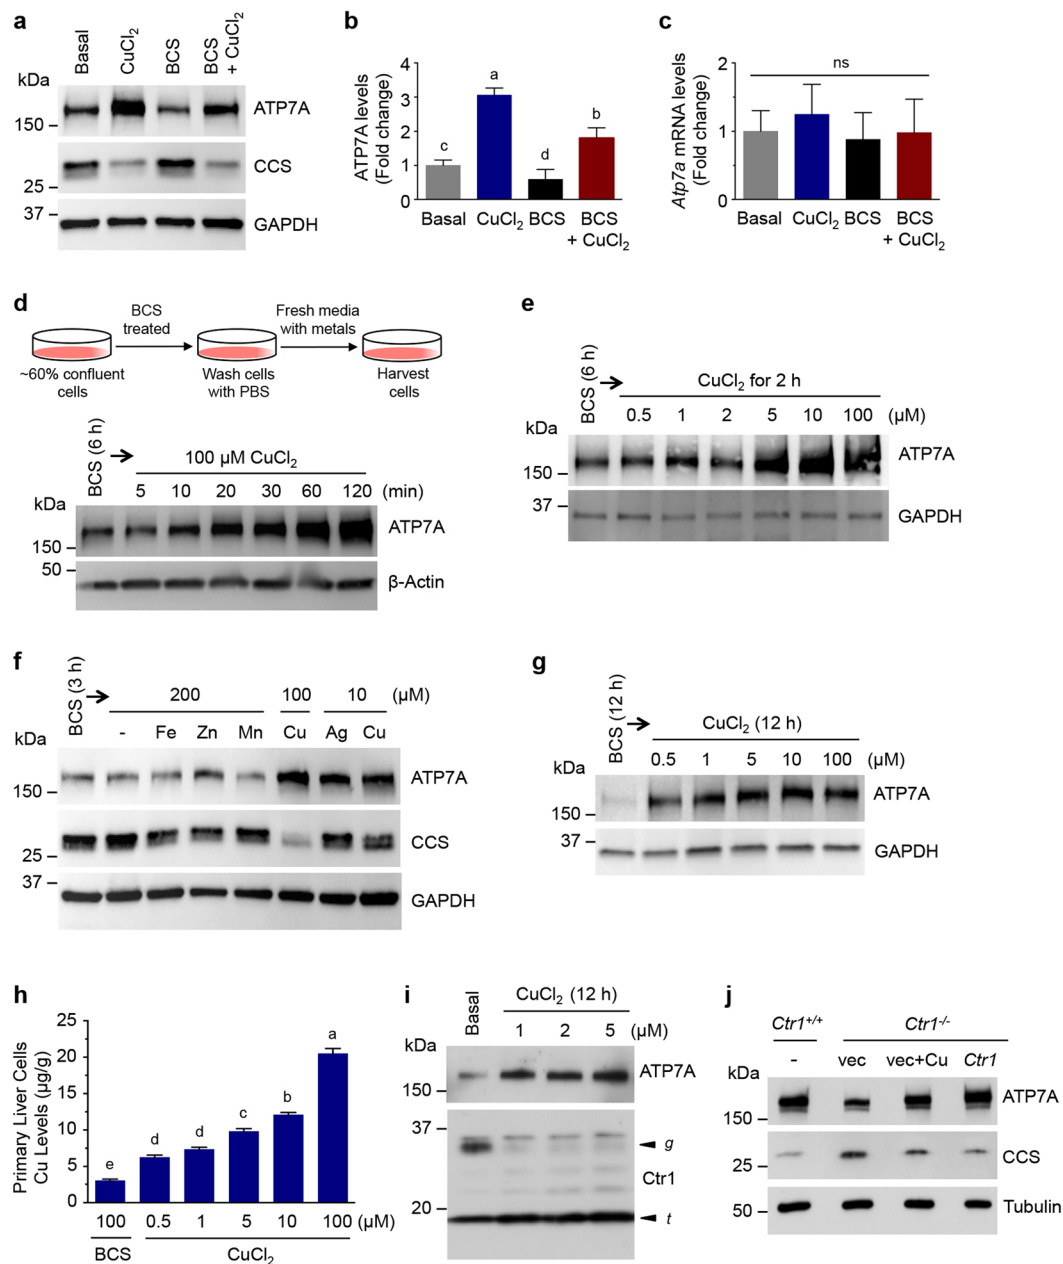 a
Basal
CuCl2
BCS
BCS
+ CuCl2
kDa
150
25
37
ATP7A
CCS
GAPDH
b
ATP7A levels
(Fold change)
4
3
2
1
0
c
a
d
b
Basal
CuCl2
BCS
BCS
+ CuCl2
c
Atp7a mRNA levels
(Fold change)
2
1
0
ns
Basal
CuCl2
BCS
BCS
+ CuCl2
d
BCS
treated
Fresh media
with metals
~60% confluent
cells
Wash cells
with PBS
Harvest
cells
BCS (6 h)
100 µM CuCl2
5 10 20 30 60 120 (min)
kDa
150
50
ATP7A
β-Actin
e
BCS (6 h)
CuCl2 for 2 h
0.5 1 2 5 10 100 (µM)
kDa
150
37
ATP7A
GAPDH
f
BCS (3 h)
200 100 10 (µM)
- Fe Zn Mn Cu Ag Cu
kDa
150
25
37
ATP7A
CCS
GAPDH
g
BCS (12 h)
CuCl2 (12 h)
0.5 1 5 10 100 (µM)
kDa
150
37
ATP7A
GAPDH
h
Primary Liver Cells
Cu Levels (µg/g)
25
20
15
10
5
0
e
d
d
c
b
a
100 0.5 1 5 10 100 (µM)
BCS CuCl2
i
Basal
CuCl2 (12 h)
1 2 5 (µM)
kDa
150
37
20
ATP7A
g
Ctr1
t
j
Ctr1+/+ Ctr1-/-
- vec vec+Cu Ctr1
kDa
150
25
50
ATP7A
CCS
Tubulin